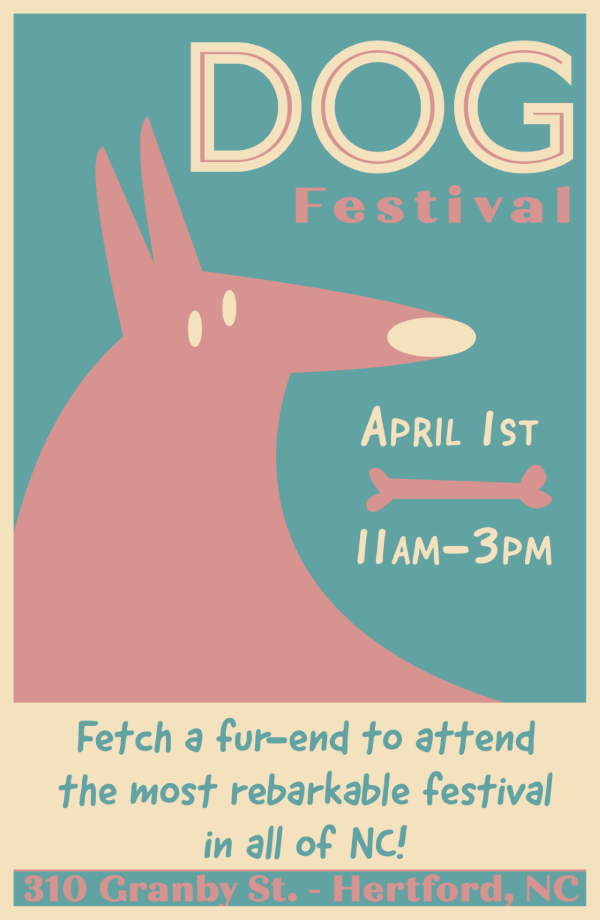 DOG
Festival
April 1st
11am-3pm
Fetch a fur-end to attend
the most rebarkable festival
in all of NC!
310 Granby St. - Hertford, NC